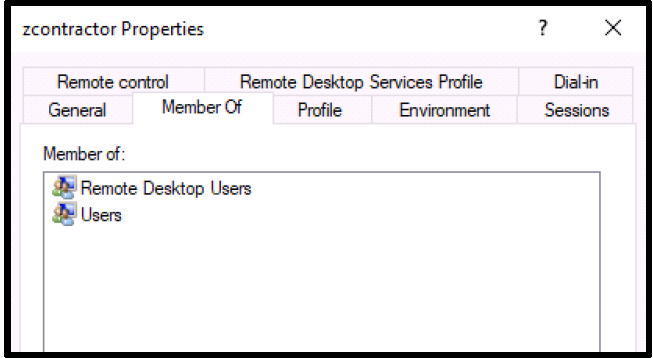 zcontractor Properties ?
Remote control Remote Desktop Services Profile Dial-in
General Member Of Profile Environment Sessions
Member of:
Remote Desktop Users
Users